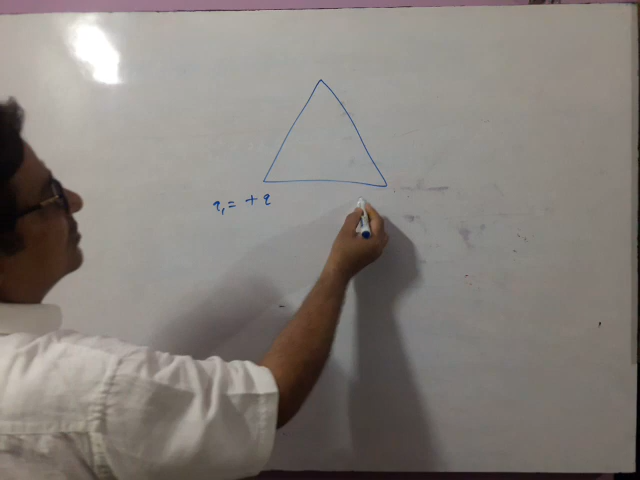 q₁ = + q